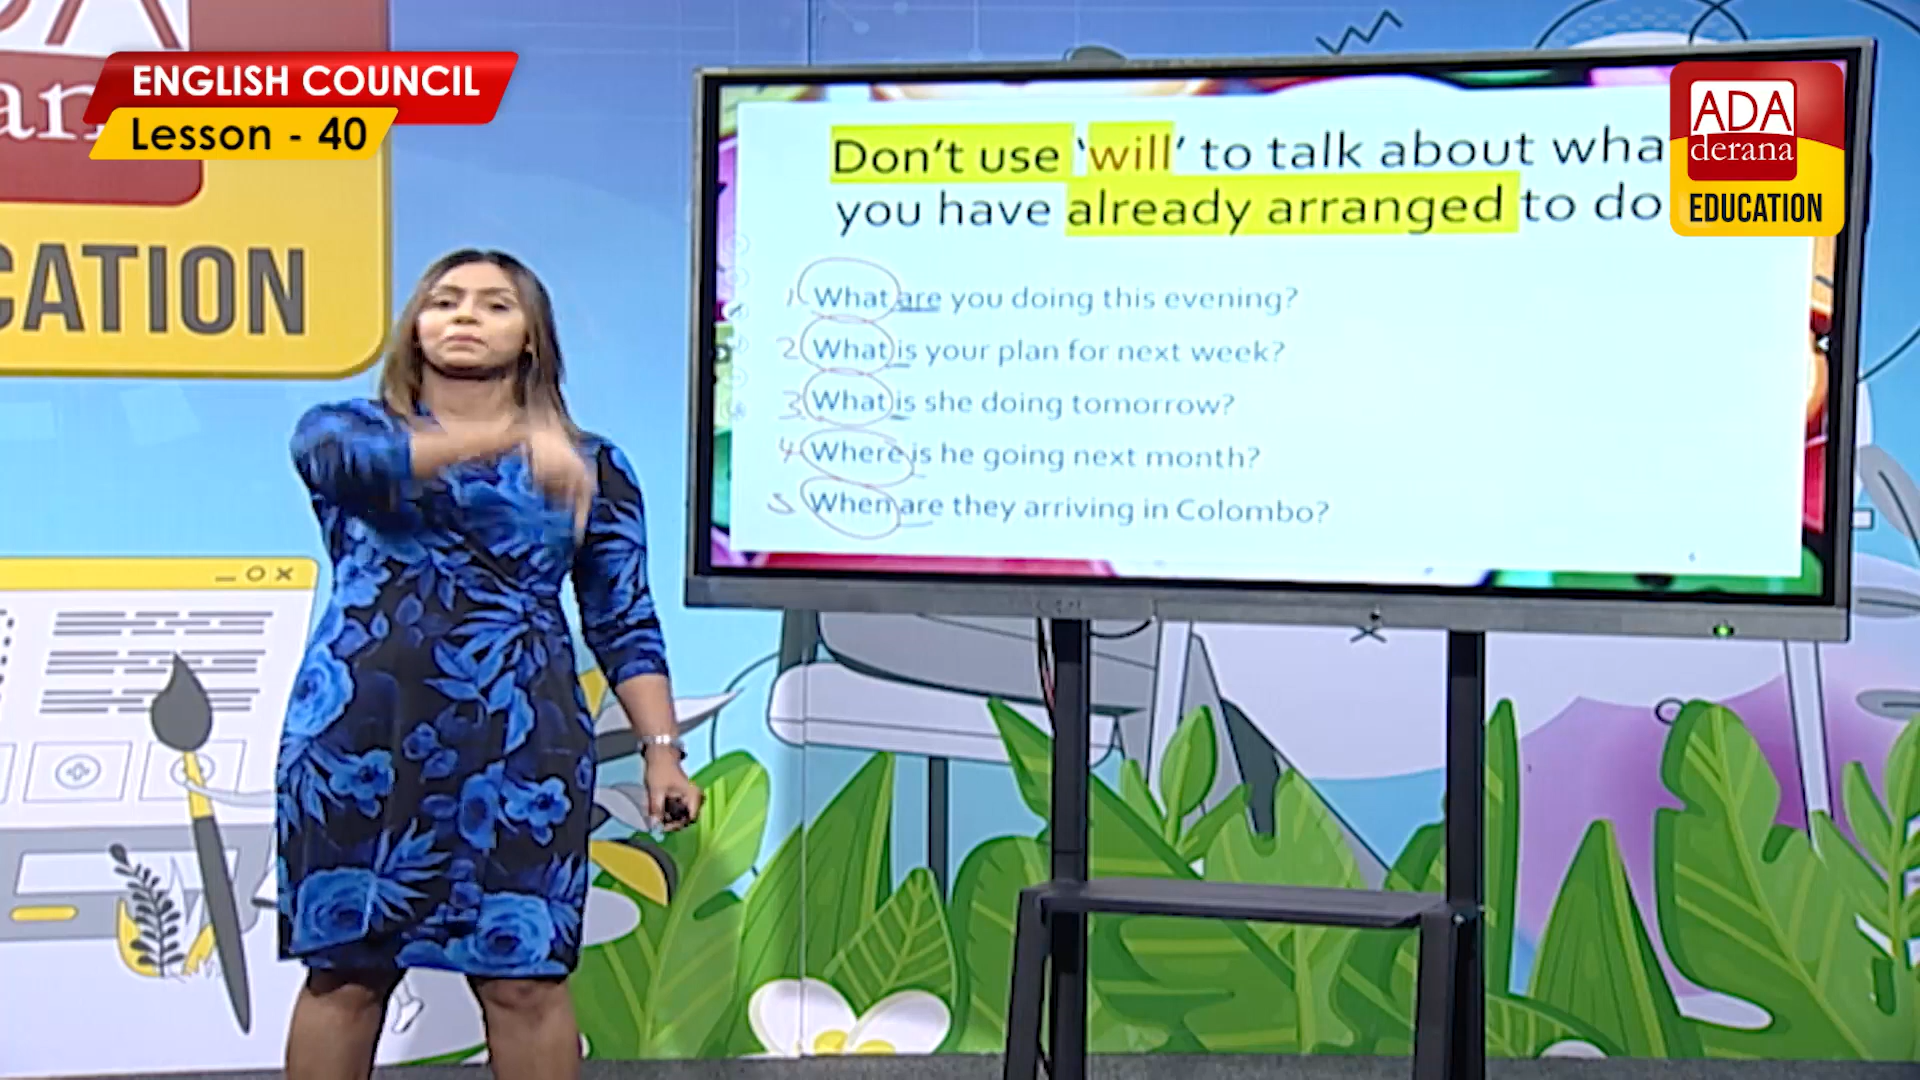 ENGLISH COUNCIL
Lesson - 40
CATION
Don't use 'will' to talk about wha
you have already arranged to do
1 What are you doing this evening?
2 What is your plan for next week?
3 What is she doing tomorrow?
4 Where is he going next month?
5 When are they arriving in Colombo?
ADA
derana
EDUCATION